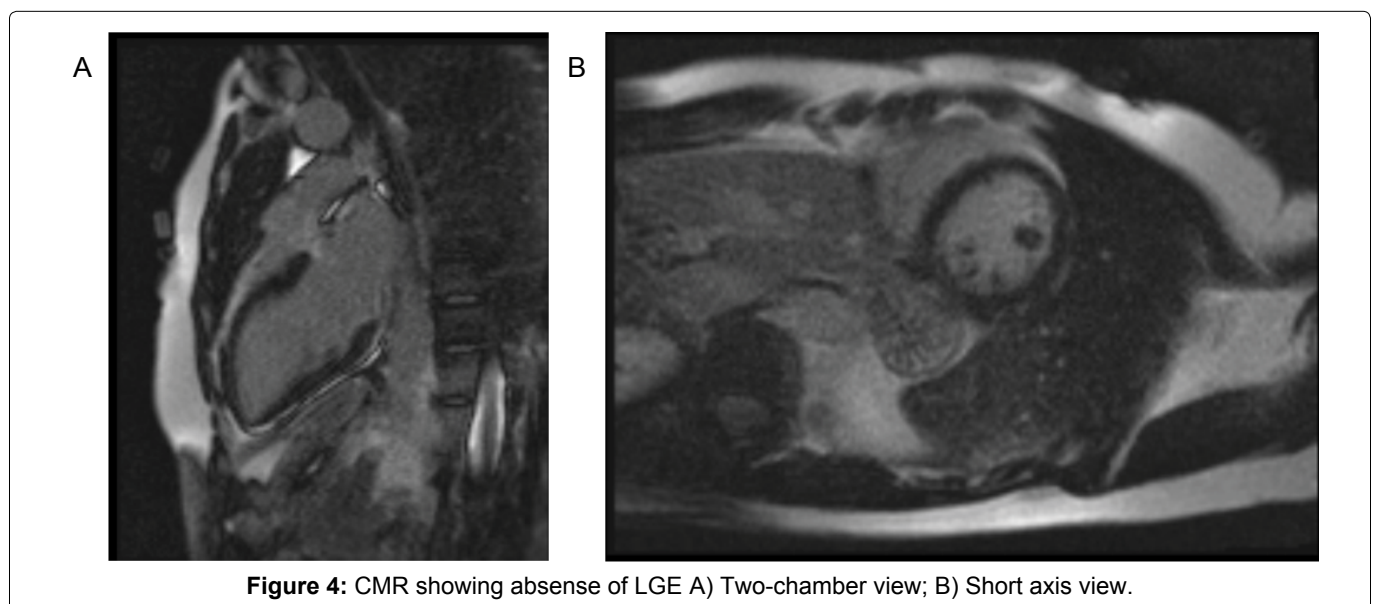 A
B
Figure 4: CMR showing absense of LGE A) Two-chamber view; B) Short axis view.